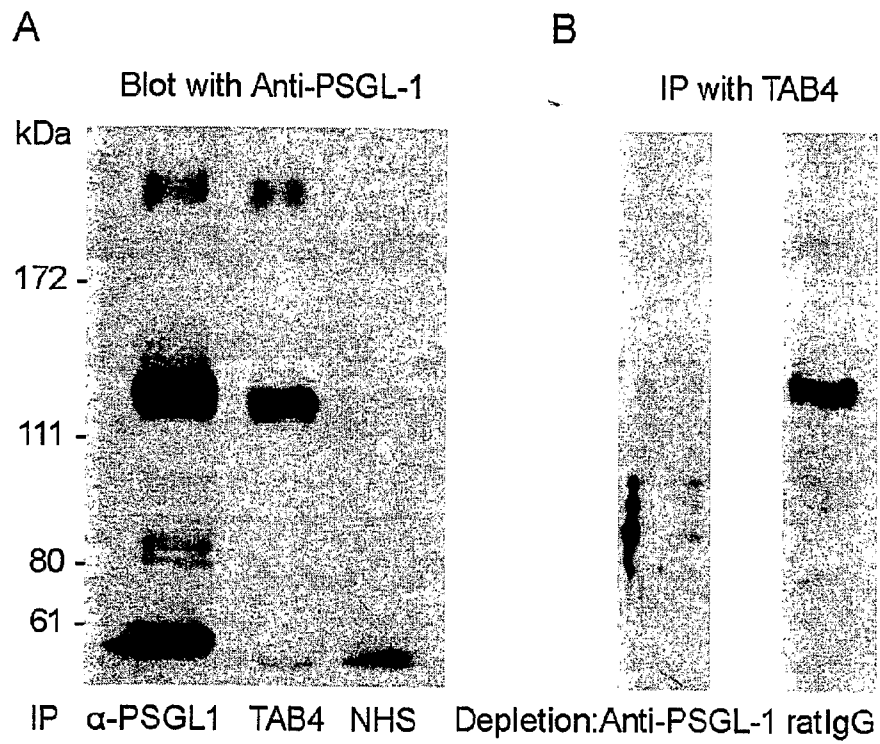 A
B
Blot with Anti-PSGL-1
IP with TAB4
kDa
172 -
111 -
80 -
61 -
IP α-PSGL1 TAB4 NHS
Depletion:Anti-PSGL-1 ratIgG